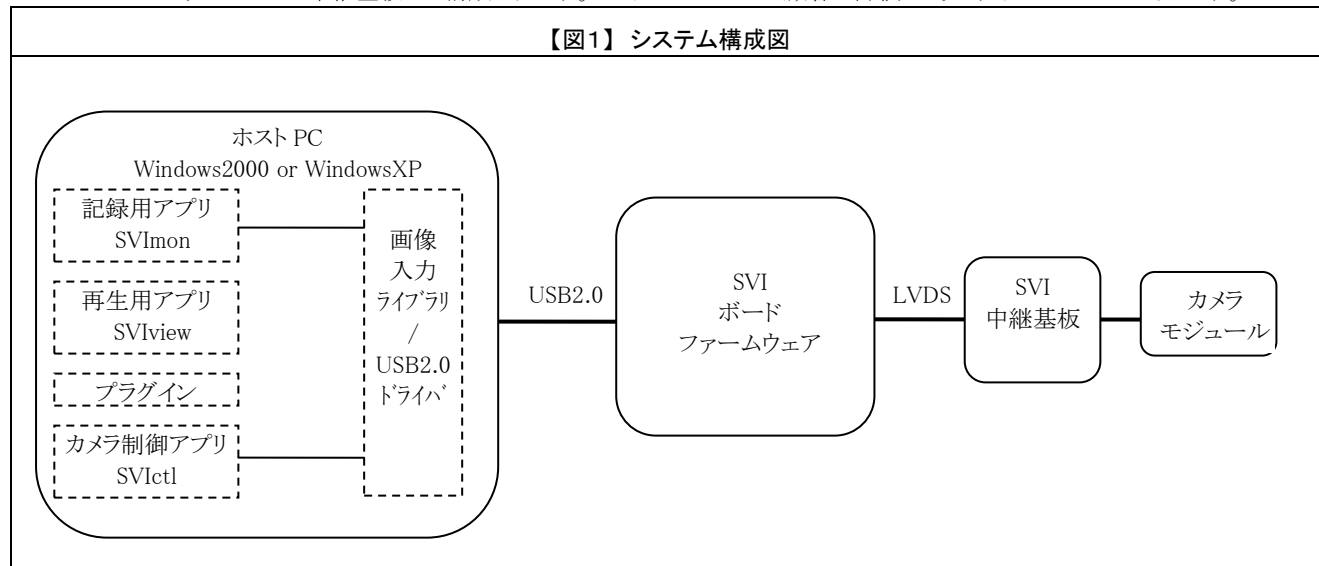 【図1】 システム構成図
ホスト PC
Windows2000 or WindowsXP
記録用アプリ
SVImon
再生用アプリ
SVIview
プラグイン
カメラ制御アプリ
SVIctl
画像
入力
ライブラリ
/
USB2.0
ドライバ
USB2.0
SVI
ボード
ファームウェア
LVDS
SVI
中継基板
カメラ
モジュール